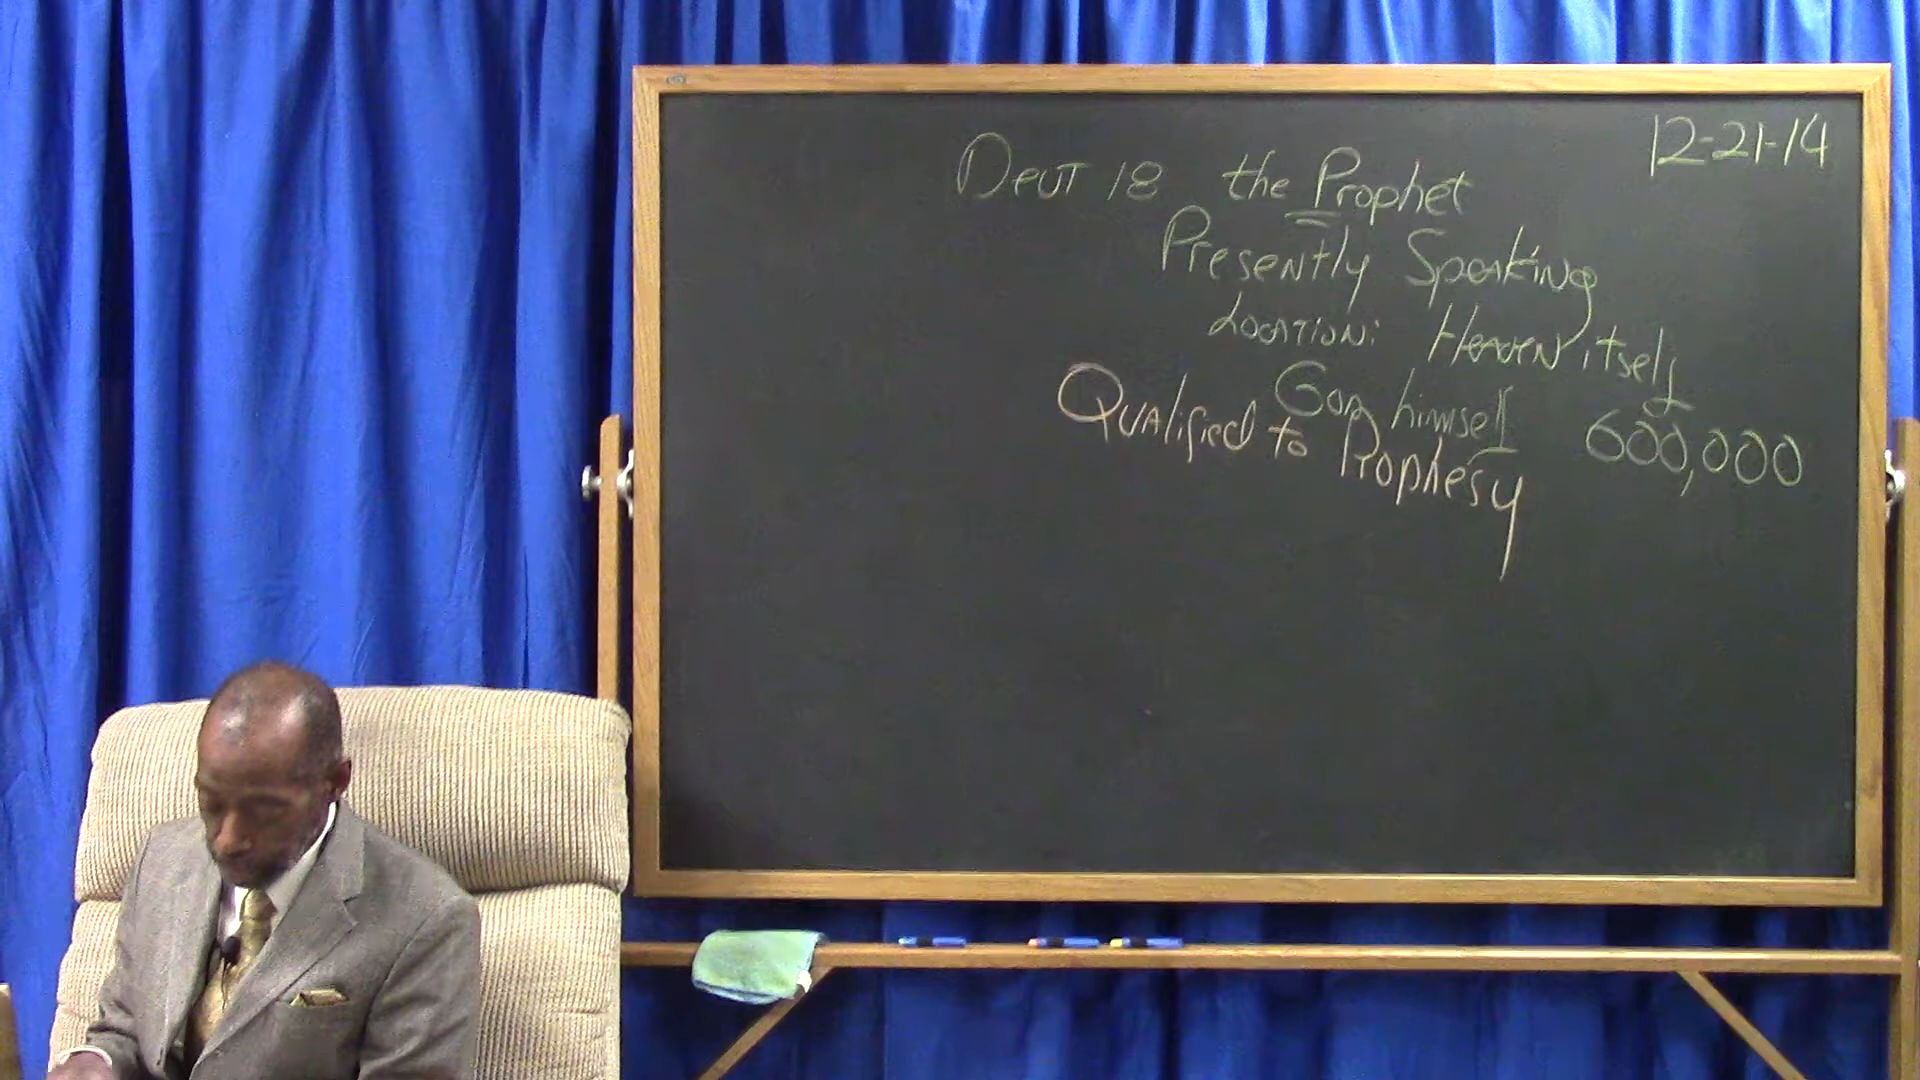 12-21-14
Deut 18 the Prophet
Presently Speaking
Location: Heaven itself
God himself 600,000
Qualified to Prophesy